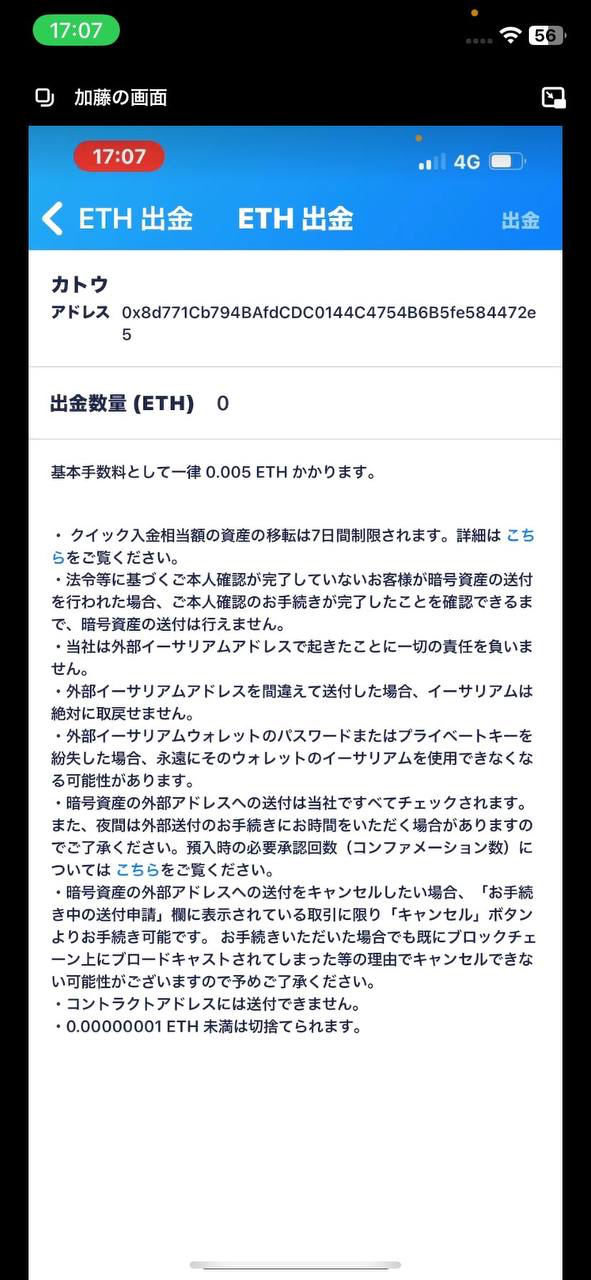 17:07
56
加藤の画面
17:07
4G
ETH 出金 ETH 出金 出金
カトウ
アドレス 0x8d771Cb794BAfdCDC0144C4754B6B5fe584472e
5
出金数量 (ETH) 0
基本手数料として一律 0.005 ETH かかります。
・ クイック入金相当額の資産の移転は7日間制限されます。詳細は こち
らをご覧ください。
・法令等に基づくご本人確認が完了していないお客様が暗号資産の送付
を行われた場合、ご本人確認のお手続きが完了したことを確認できるま
で、暗号資産の送付は行えません。
・当社は外部イーサリアムアドレスで起きたことに一切の責任を負いま
せん。
・外部イーサリアムアドレスを間違えて送付した場合、イーサリアムは
絶対に取戻せません。
・外部イーサリアムウォレットのパスワードまたはプライベートキーを
紛失した場合、永遠にそのウォレットのイーサリアムを使用できなくな
る可能性があります。
・暗号資産の外部アドレスへの送付は当社ですべてチェックされます。
また、夜間は外部送付のお手続きにお時間をいただく場合がありますの
でご了承ください。預入時の必要承認回数（コンファメーション数）に
ついては こちらをご覧ください。
・暗号資産の外部アドレスへの送付をキャンセルしたい場合、「お手続
き中の送付申請」欄に表示されている取引に限り「キャンセル」ボタン
よりお手続き可能です。 お手続きいただいた場合でも既にブロックチェ
ーン上にブロードキャストされてしまった等の理由でキャンセルできな
い可能性がございますので予めご了承ください。
・コントラクトアドレスには送付できません。
・0.00000001 ETH 未満は切捨てられます。